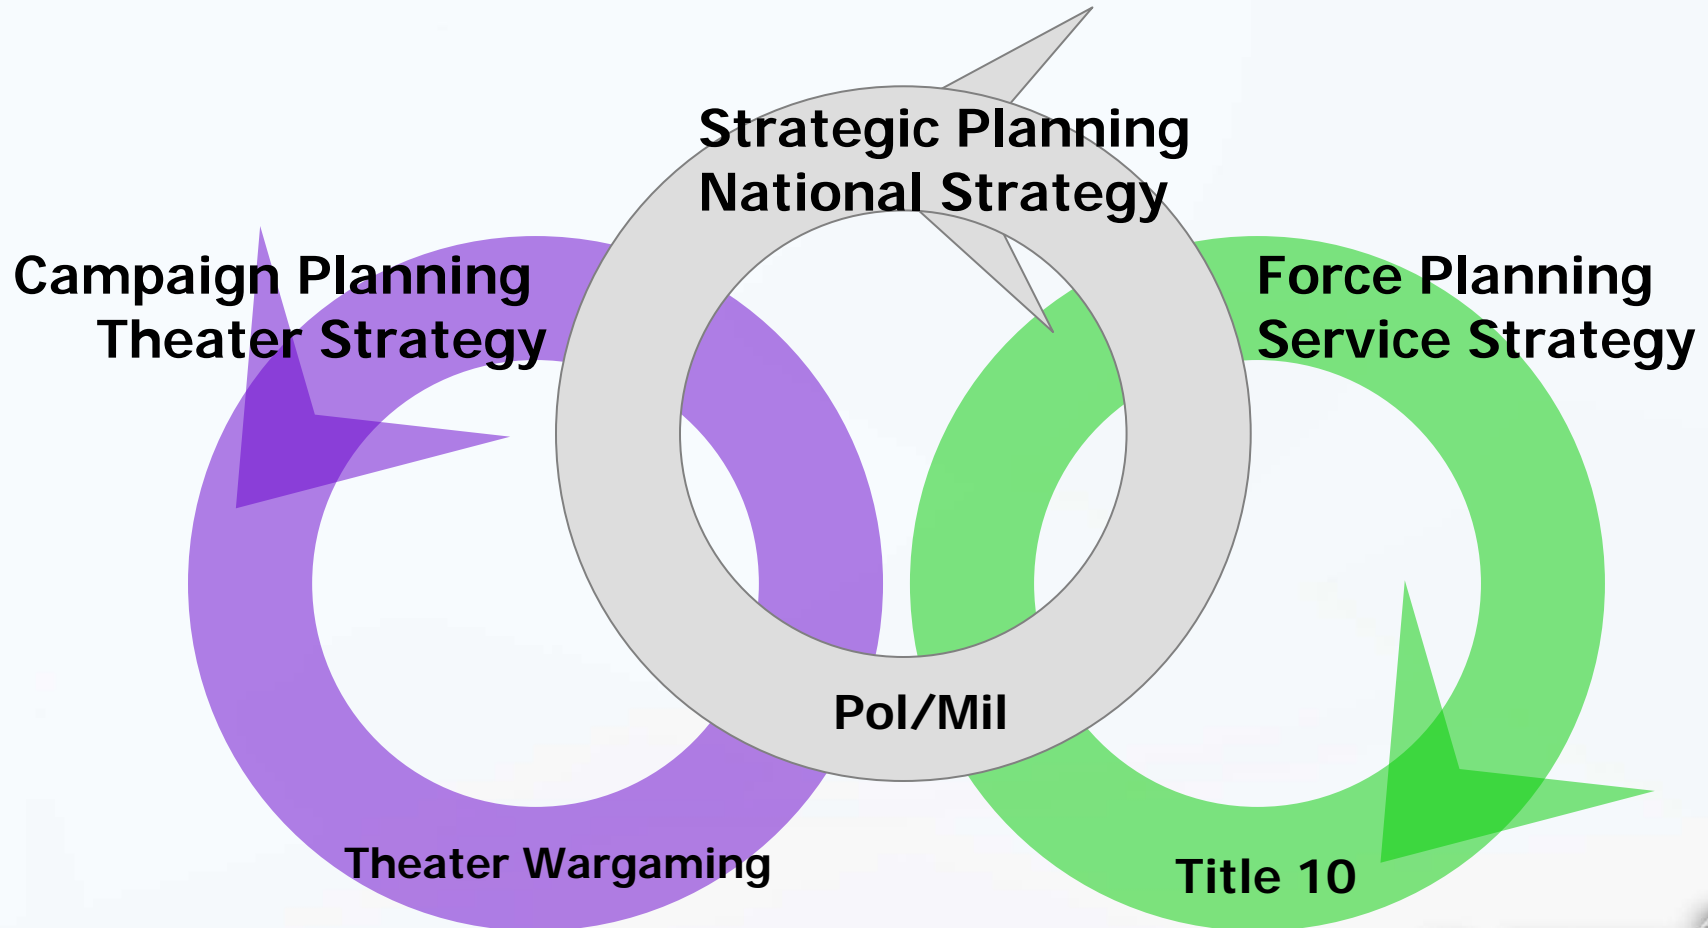 Strategic Planning
National Strategy
Campaign Planning
Theater Strategy
Force Planning
Service Strategy
Pol/Mil
Theater Wargaming
Title 10